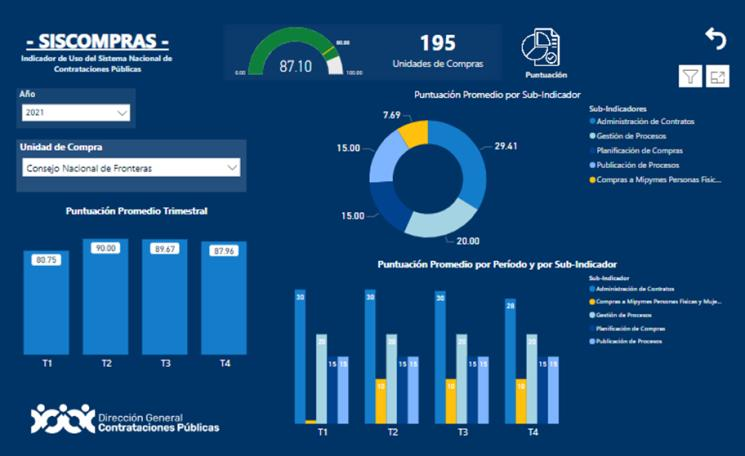 - SISCOMPRAS -
Indicador de Uso del Sistema Nacional de
Contrataciones Públicas
80.00
0.00
87.10
100.00
195
Unidades de Compras
Puntuación
Año
2021
Unidad de Compra
Consejo Nacional de Fronteras
Puntuación Promedio Trimestral
80.75
90.00
89.67
87.96
T1
T2
T3
T4
Puntuación Promedio por Sub-Indicador
7.69
15.00
29.41
15.00
20.00
Sub-Indicadores
Administración de Contratos
Gestión de Procesos
Planificación de Compras
Publicación de Procesos
Compras a Mipymes Personas Físic...
Puntuación Promedio por Período y por Sub-Indicador
30
20
15
15
30
10
20
15
15
30
10
20
15
15
28
10
20
15
15
T1
T2
T3
T4
Sub-Indicador
Administración de Contratos
Compras a Mipymes Personas Físicas y Muje...
Gestión de Procesos
Planificación de Compras
Publicación de Procesos
Dirección General
Contrataciones Públicas